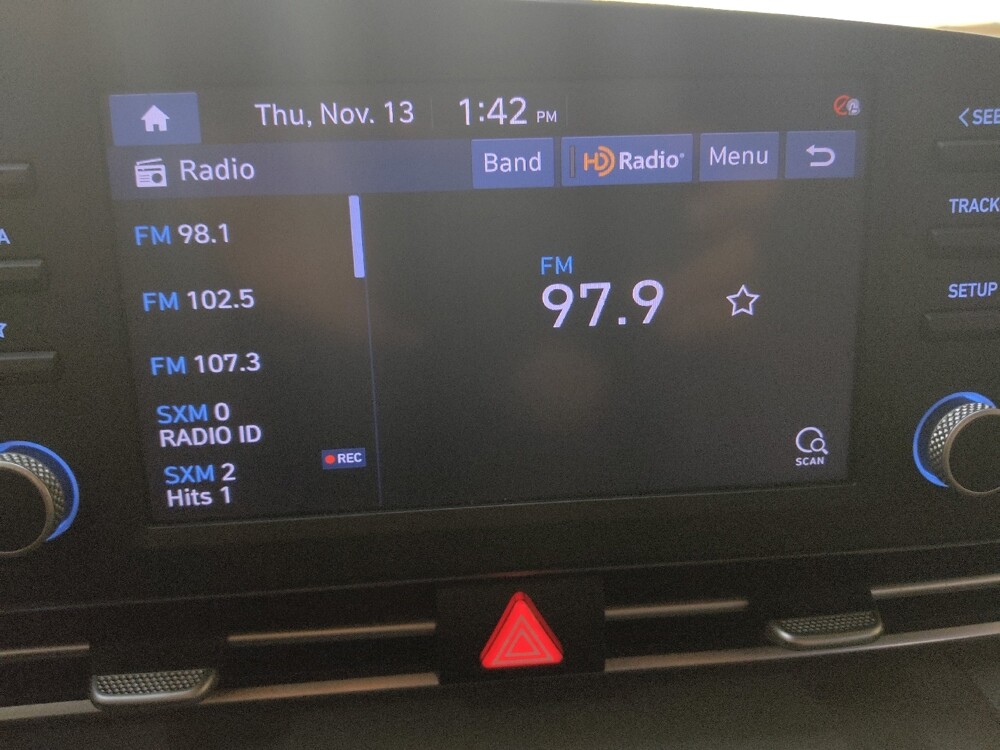 Thu, Nov. 13 1:42 PM
Radio Band HD Radio® Menu
FM 98.1
FM 102.5
FM 107.3
SXM 0
RADIO ID
SXM 2
Hits 1
REC
FM
97.9
SCAN
A
TRACK
SETUP